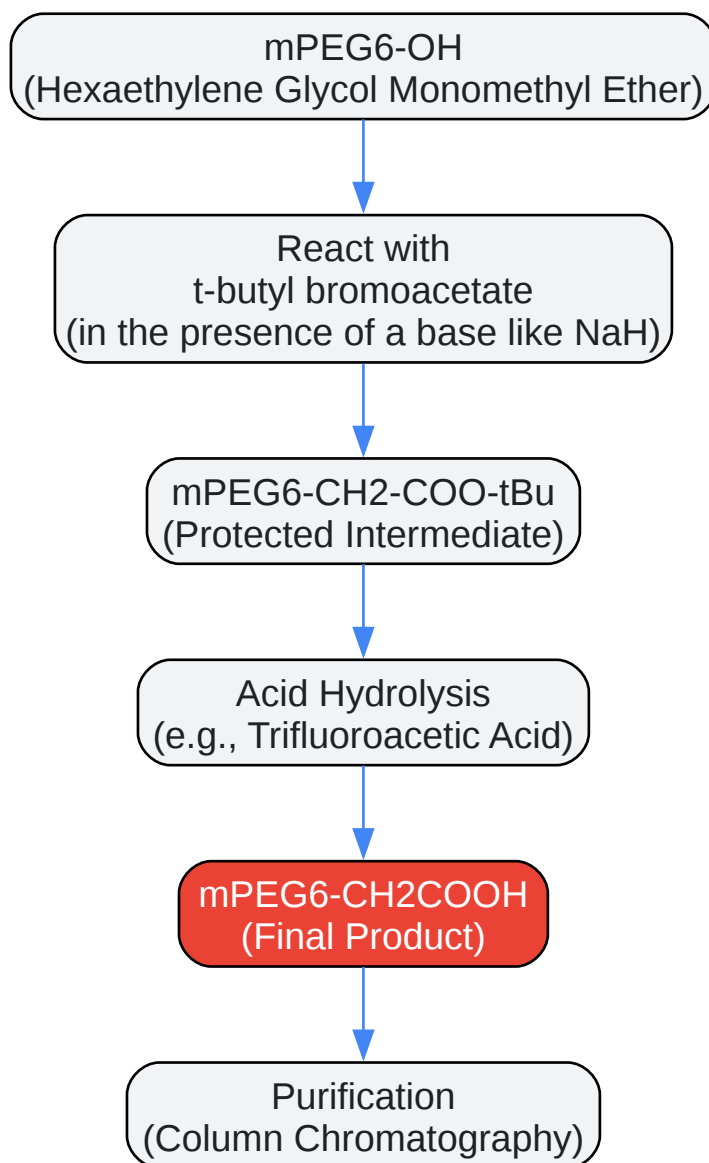 mPEG6-OH
(Hexaethylene Glycol Monomethyl Ether)
React with
t-butyl bromoacetate
(in the presence of a base like NaH)
mPEG6-CH2-COO-tBu
(Protected Intermediate)
Acid Hydrolysis
(e.g., Trifluoroacetic Acid)
mPEG6-CH2COOH
(Final Product)
Purification
(Column Chromatography)